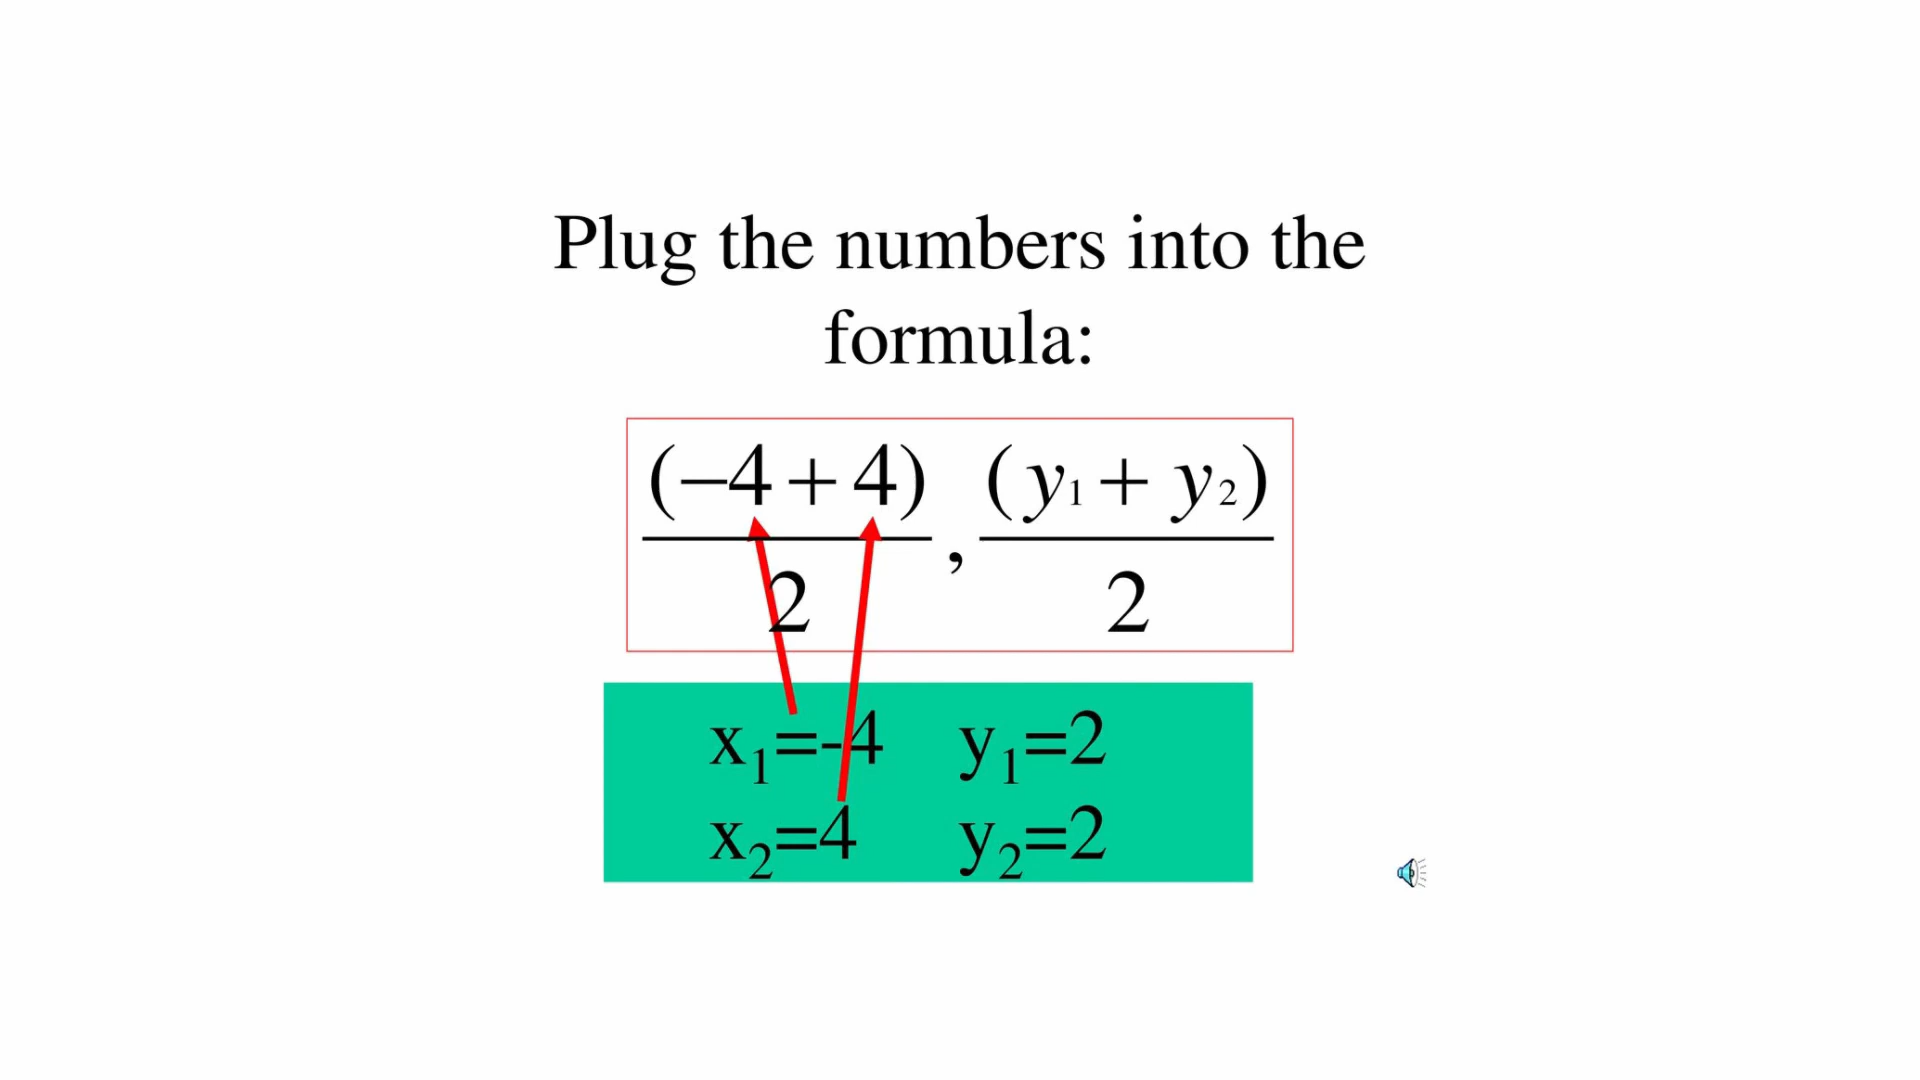 Plug the numbers into the
formula:
(−4+4)/2 , (y₁+y₂)/2
x₁=-4 y₁=2
x₂=4 y₂=2